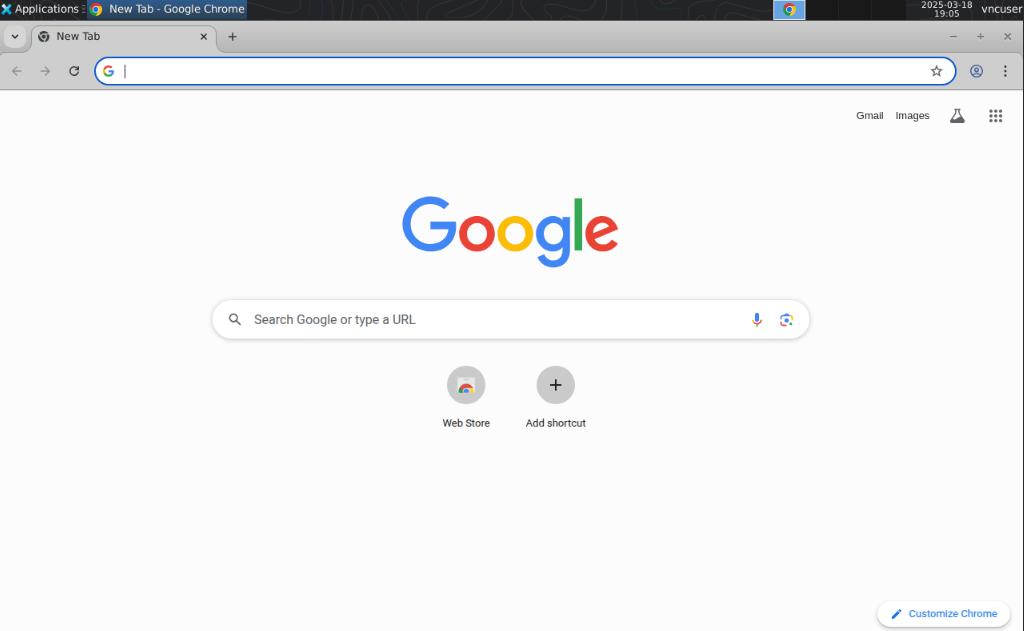 Applications
New Tab - Google Chrome
2025-03-18
19:05
vncuser
New Tab
Gmail
Images
Google
Search Google or type a URL
Web Store
Add shortcut
Customize Chrome